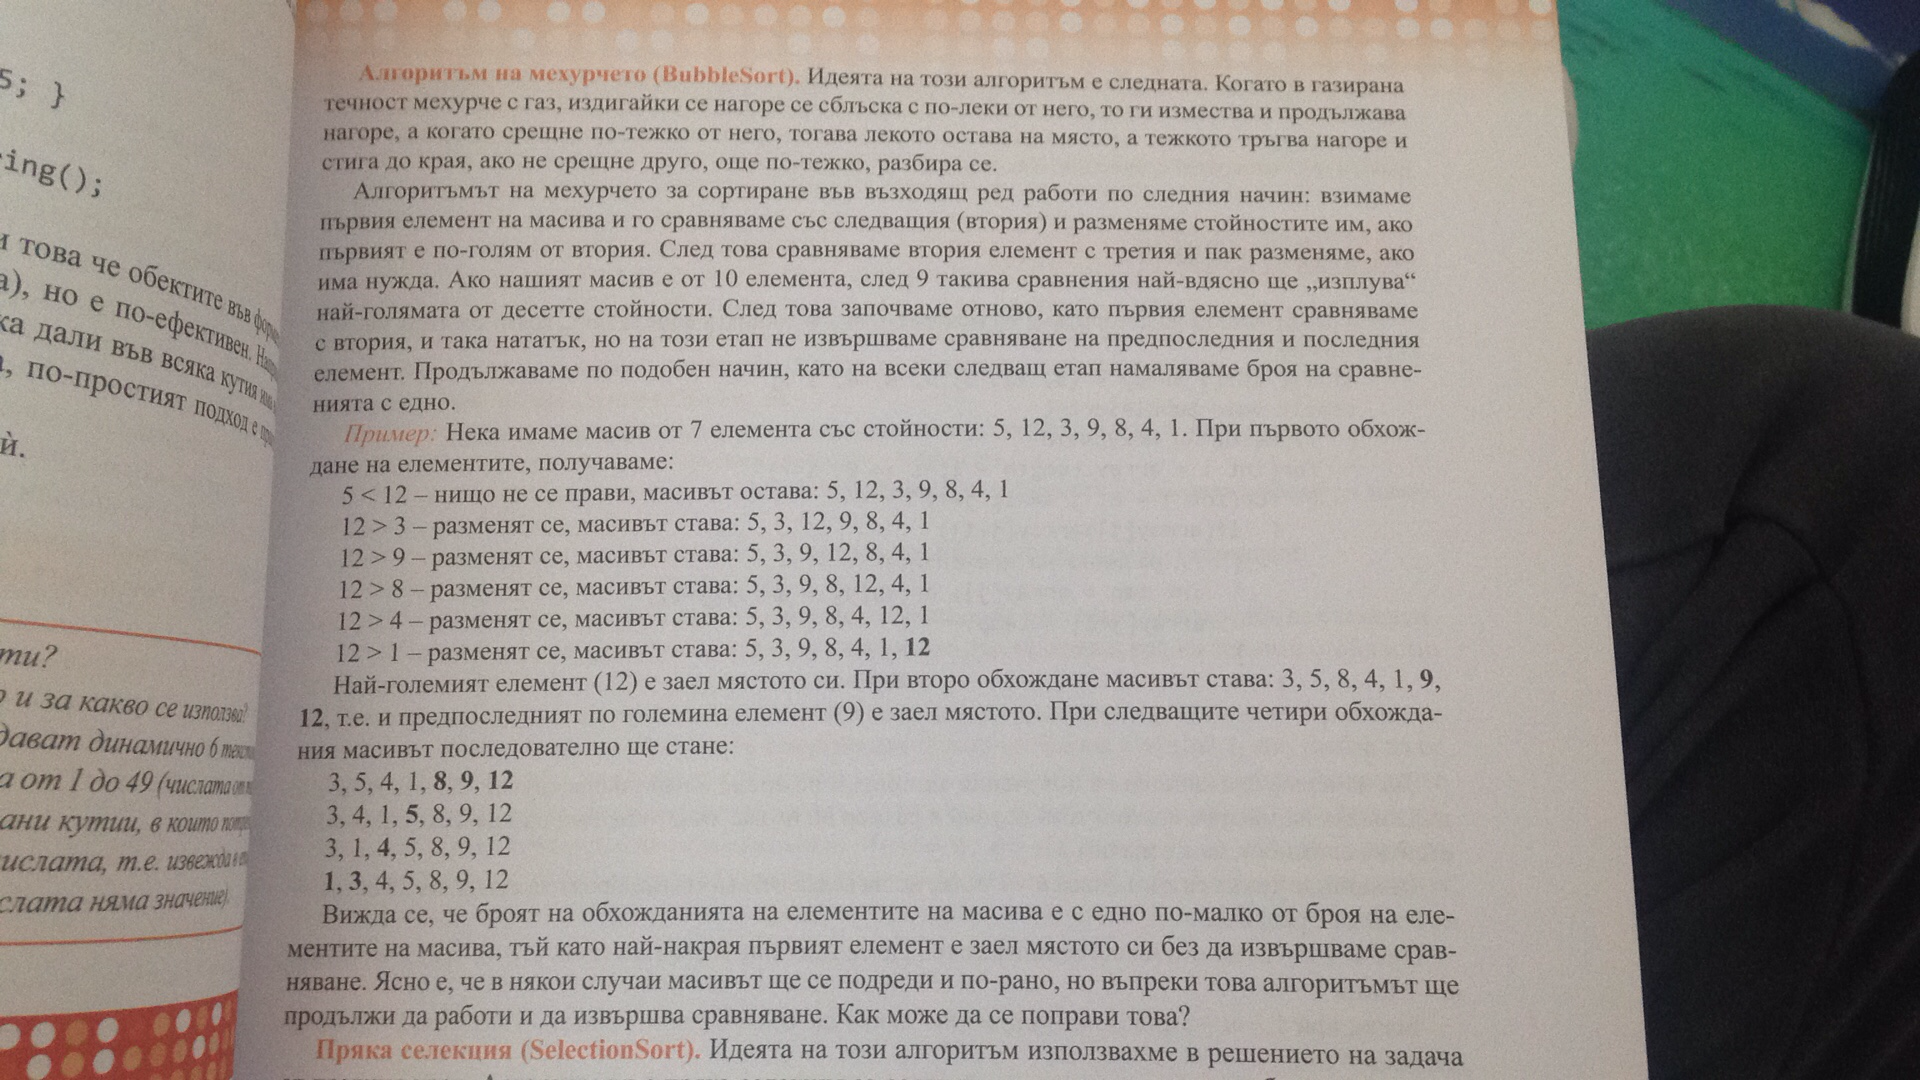 5; }
ing();
и това че обектите във
а), но е по-ефективен.
ка дали във всяка кутия
, по-простият подход е
ѝ.
ти?
и за какво се използва?
дават динамично 6
а от 1 до 49 (числата
ани кутии, в които
ислата, т.е. извежда
слата няма значение).
Алгоритъм на мехурчето (BubbleSort). Идеята на този алгоритъм е следната. Когато в газирана
течност мехурче с газ, издигайки се нагоре се сблъска с по-леки от него, то ги измества и продължава
нагоре, а когато срещне по-тежко от него, тогава лекото остава на място, а тежкото тръгва нагоре и
стига до края, ако не срещне друго, още по-тежко, разбира се.
Алгоритъмът на мехурчето за сортиране във възходящ ред работи по следния начин: взимаме
първия елемент на масива и го сравняваме със следващия (втория) и разменяме стойностите им, ако
първият е по-голям от втория. След това сравняваме втория елемент с третия и пак разменяме, ако
има нужда. Ако нашият масив е от 10 елемента, след 9 такива сравнения най-вдясно ще „изплува“
най-голямата от десетте стойности. След това започваме отново, като първия елемент сравняваме
с втория, и така нататък, но на този етап не извършваме сравняване на предпоследния и последния
елемент. Продължаваме по подобен начин, като на всеки следващ етап намаляваме броя на сравне-
нията с едно.
Пример: Нека имаме масив от 7 елемента със стойности: 5, 12, 3, 9, 8, 4, 1. При първото обхож-
дане на елементите, получаваме:
5 < 12 – нищо не се прави, масивът остава: 5, 12, 3, 9, 8, 4, 1
12 > 3 – разменят се, масивът става: 5, 3, 12, 9, 8, 4, 1
12 > 9 – разменят се, масивът става: 5, 3, 9, 12, 8, 4, 1
12 > 8 – разменят се, масивът става: 5, 3, 9, 8, 12, 4, 1
12 > 4 – разменят се, масивът става: 5, 3, 9, 8, 4, 12, 1
12 > 1 – разменят се, масивът става: 5, 3, 9, 8, 4, 1, 12
Най-големият елемент (12) е заел мястото си. При второ обхождане масивът става: 3, 5, 8, 4, 1, 9,
12, т.е. и предпоследният по големина елемент (9) е заел мястото. При следващите четири обхожда-
ния масивът последователно ще стане:
3, 5, 4, 1, 8, 9, 12
3, 4, 1, 5, 8, 9, 12
3, 1, 4, 5, 8, 9, 12
1, 3, 4, 5, 8, 9, 12
Вижда се, че броят на обхожданията на елементите на масива е с едно по-малко от броя на еле-
ментите на масива, тъй като най-накрая първият елемент е заел мястото си без да извършваме срав-
няване. Ясно е, че в някои случаи масивът ще се подреди и по-рано, но въпреки това алгоритъмът ще
продължи да работи и да извършва сравняване. Как може да се поправи това?
Пряка селекция (SelectionSort). Идеята на този алгоритъм използвахме в решението на задача